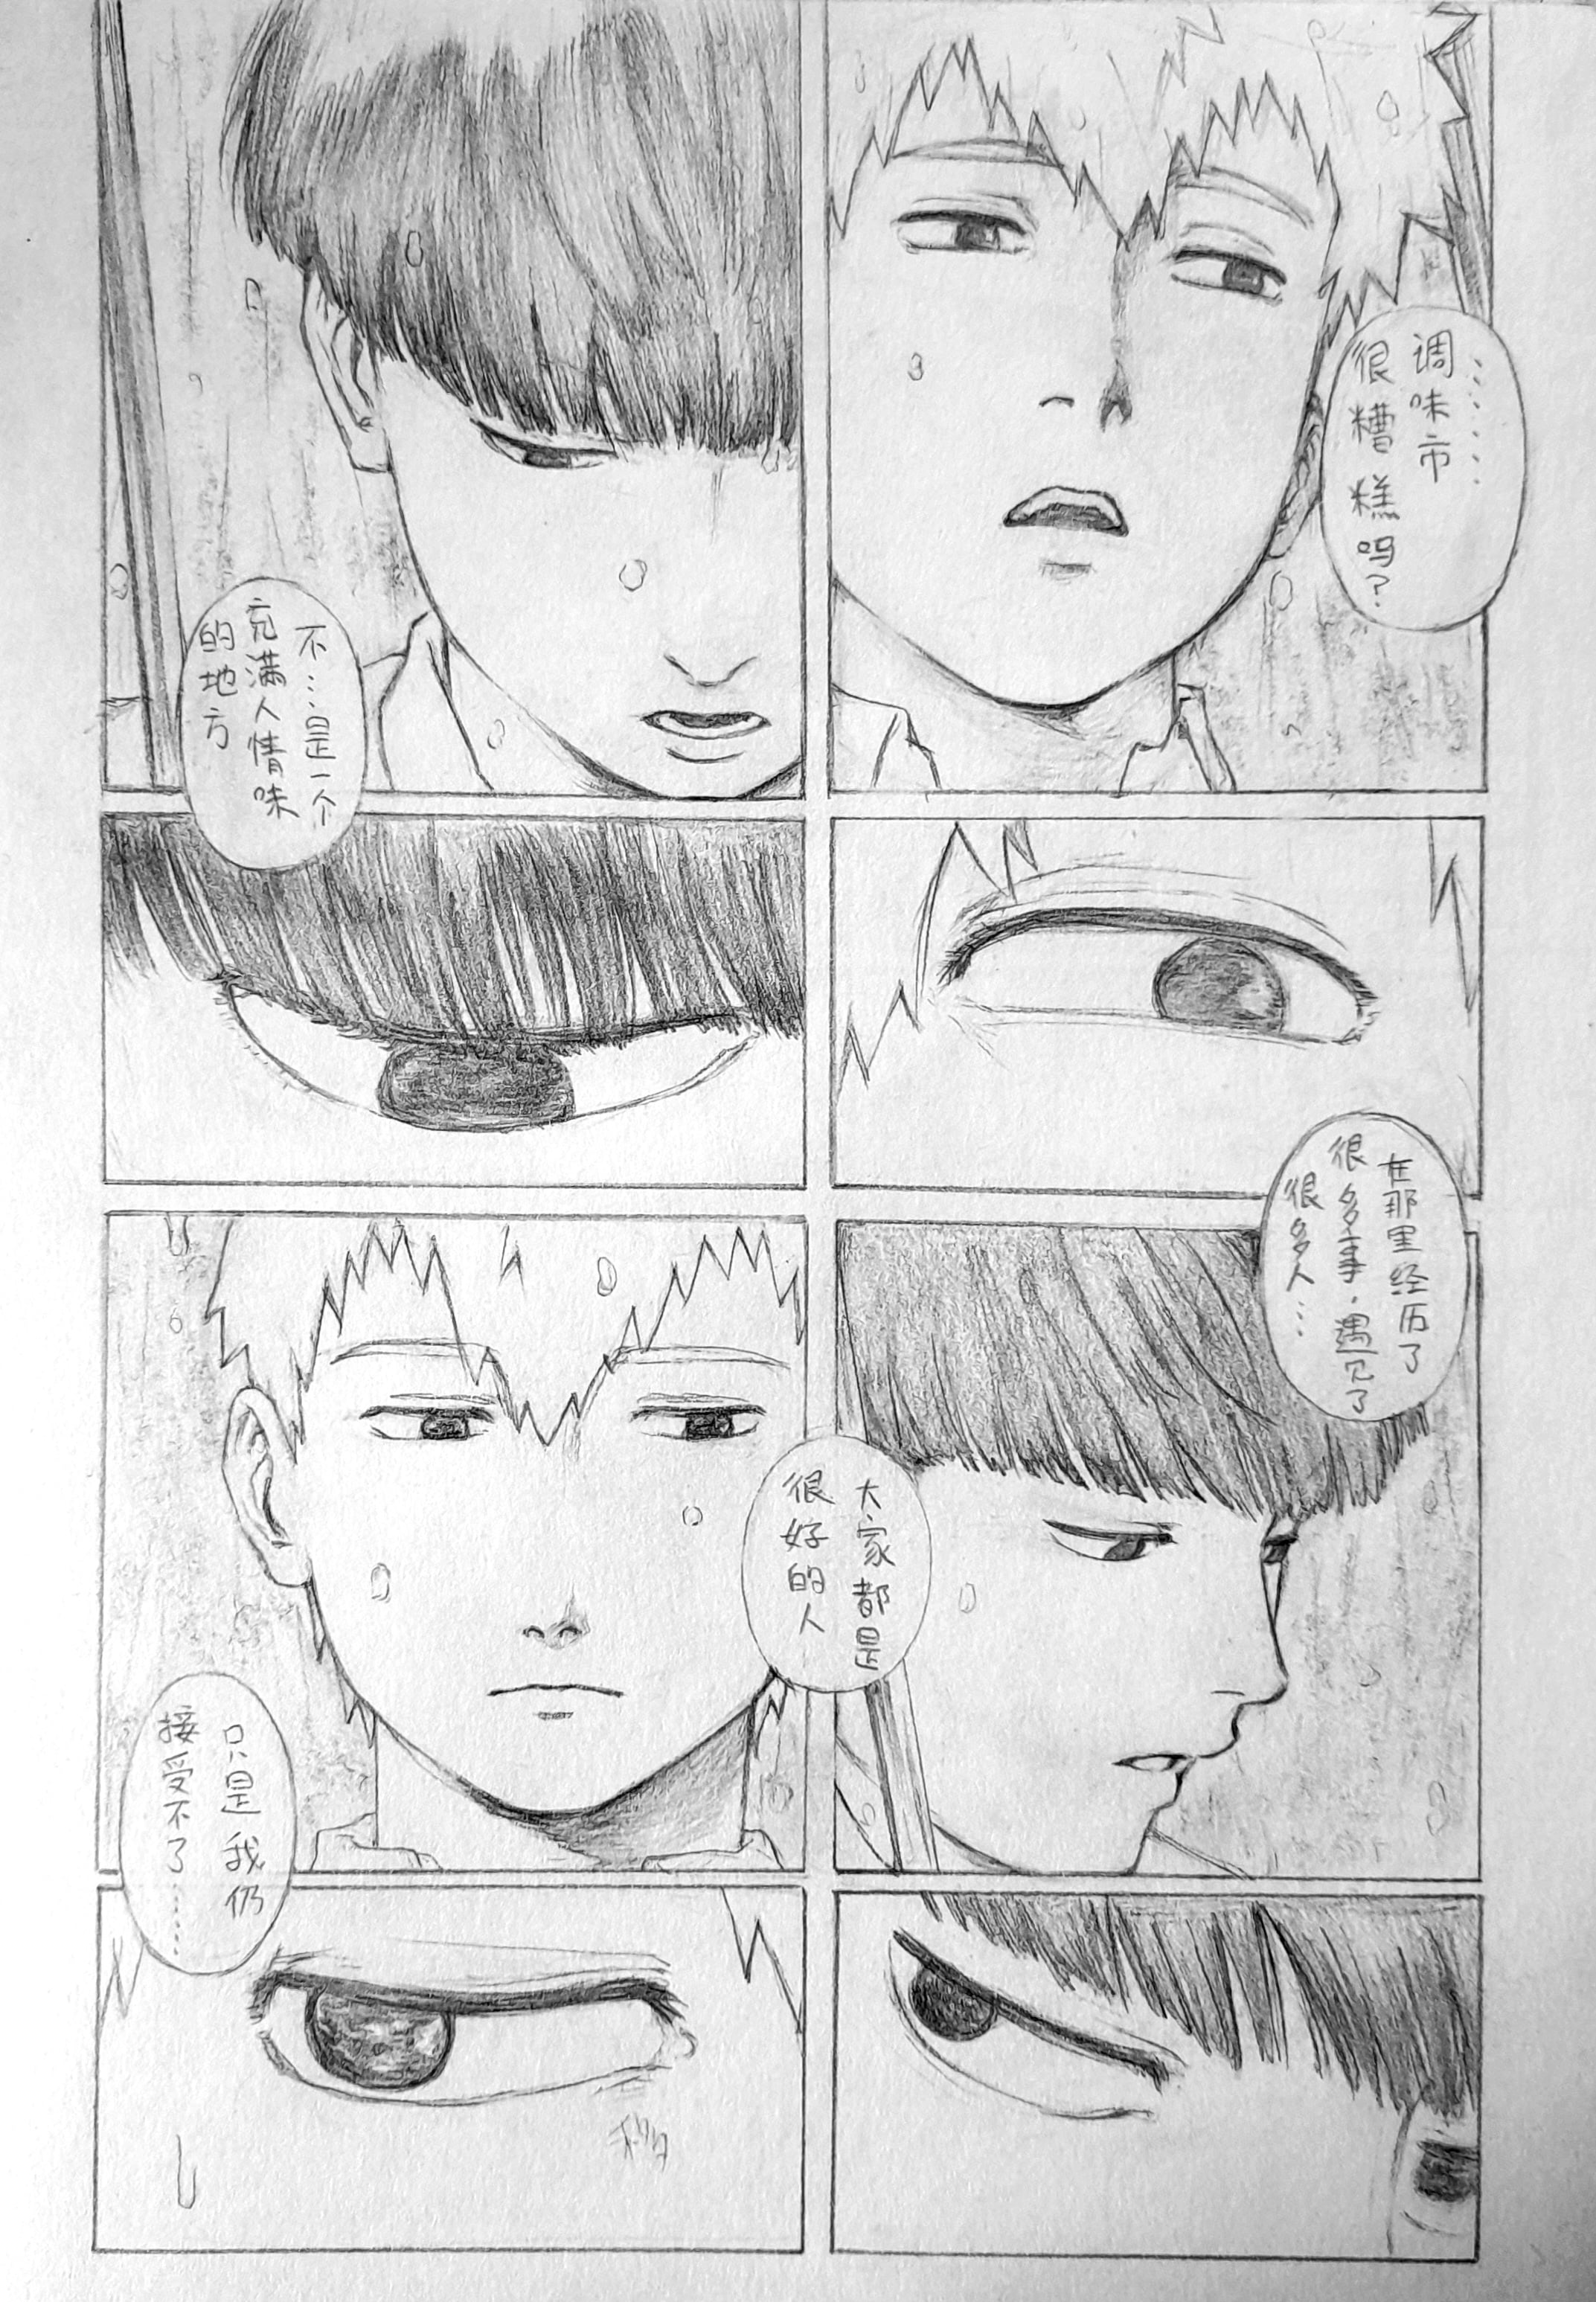 ……
调味市
很糟糕吗？
不…是一个
充满人情味
的地方
在那里经历了
很多事，遇见了
很多人…
大家都是
很好的人
只是我仍
接受不了……
移